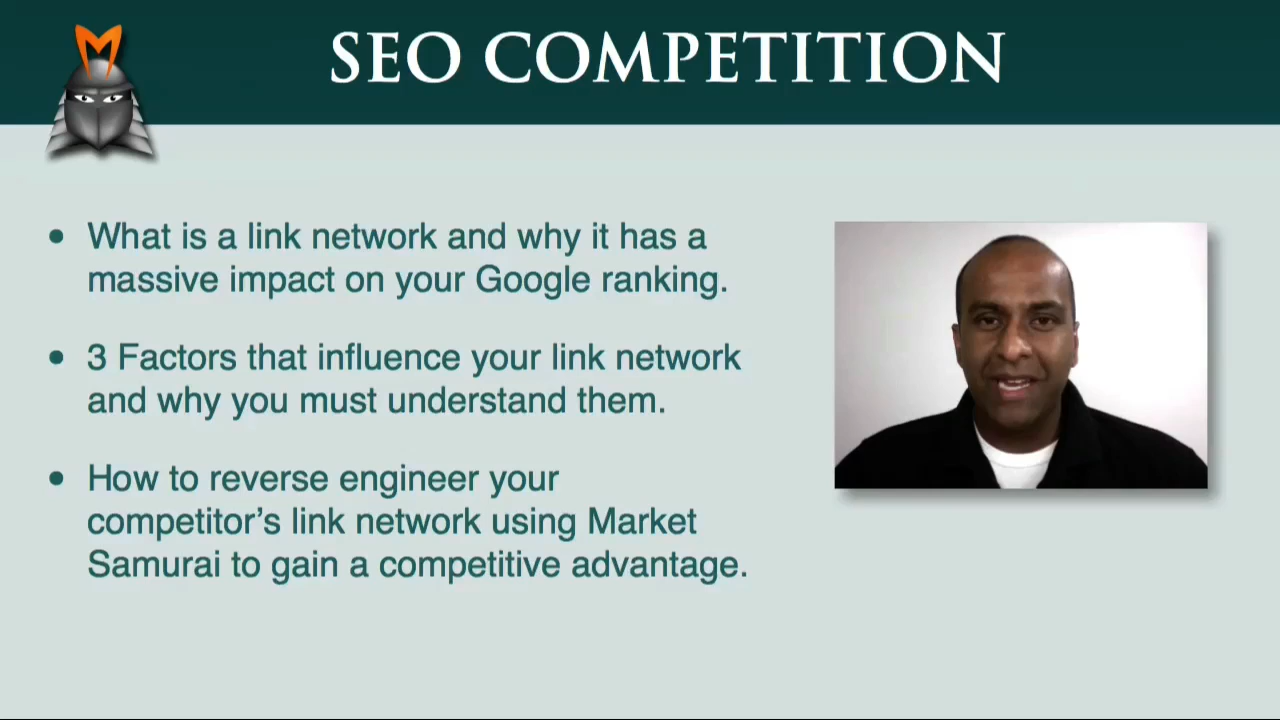 SEO COMPETITION
• What is a link network and why it has a
massive impact on your Google ranking.
• 3 Factors that influence your link network
and why you must understand them.
• How to reverse engineer your
competitor’s link network using Market
Samurai to gain a competitive advantage.